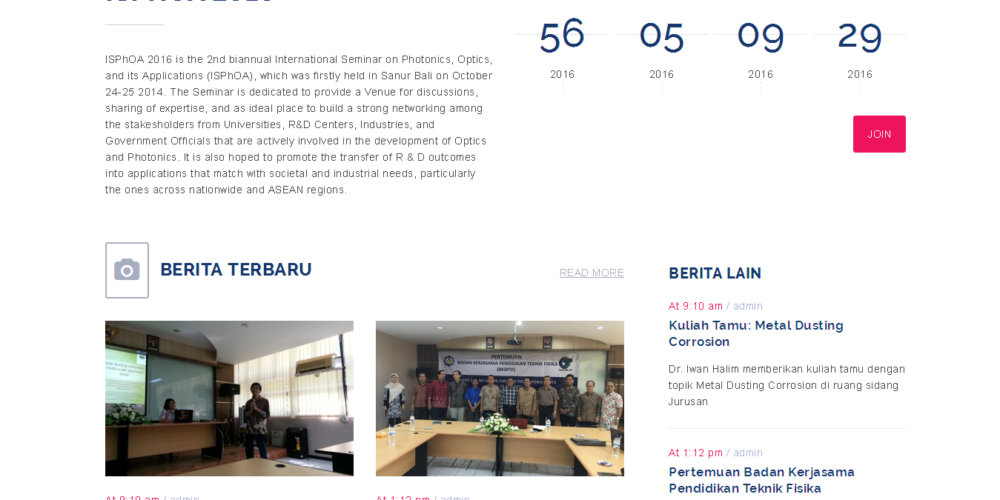 56 05 09 29
2016 2016 2016 2016
ISPhOA 2016 is the 2nd biannual International Seminar on Photonics, Optics,
and its Applications (ISPhOA), which was firstly held in Sanur Bali on October
24-25 2014. The Seminar is dedicated to provide a Venue for discussions,
sharing of expertise, and as ideal place to build a strong networking among
the stakeholders from Universities, R&D Centers, Industries, and
Government Officials that are actively involved in the development of Optics
and Photonics. It is also hoped to promote the transfer of R & D outcomes
into applications that match with societal and industrial needs, particularly
the ones across nationwide and ASEAN regions.
JOIN
BERITA TERBARU
READ MORE
PERTEMUAN
BADAN KERJASAMA PENDIDIKAN TEKNIK FISIKA
(BKSPTF)
At 9:10 am / admin
At 1:12 pm / admin
BERITA LAIN
At 9:10 am / admin
Kuliah Tamu: Metal Dusting
Corrosion
Dr. Iwan Halim memberikan kuliah tamu dengan
topik Metal Dusting Corrosion di ruang sidang
Jurusan
At 1:12 pm / admin
Pertemuan Badan Kerjasama
Pendidikan Teknik Fisika